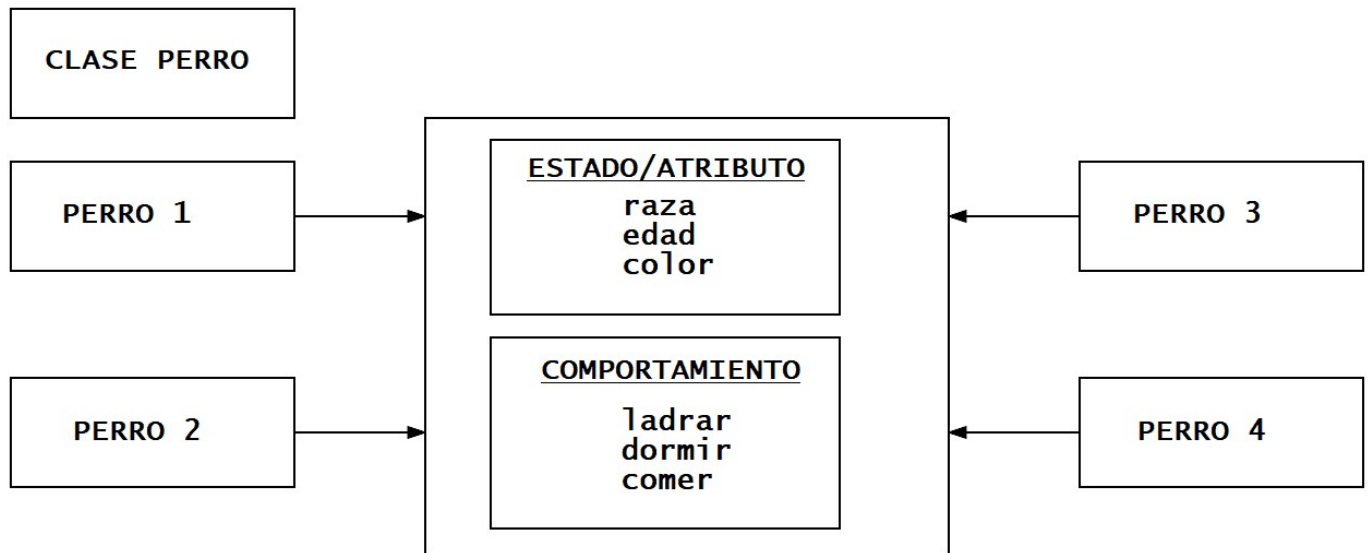 CLASE PERRO
PERRO 1
PERRO 2
ESTADO/ATRIBUTO
raza
edad
color
COMPORTAMIENTO
ladrar
dormir
comer
PERRO 3
PERRO 4